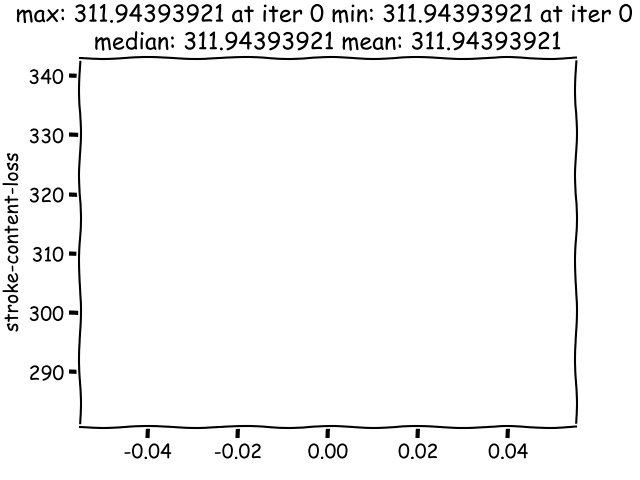 max: 311.94393921 at iter 0 min: 311.94393921 at iter 0
median: 311.94393921 mean: 311.94393921
340
330
320
310
300
290
stroke-content-loss
-0.04 -0.02 0.00 0.02 0.04